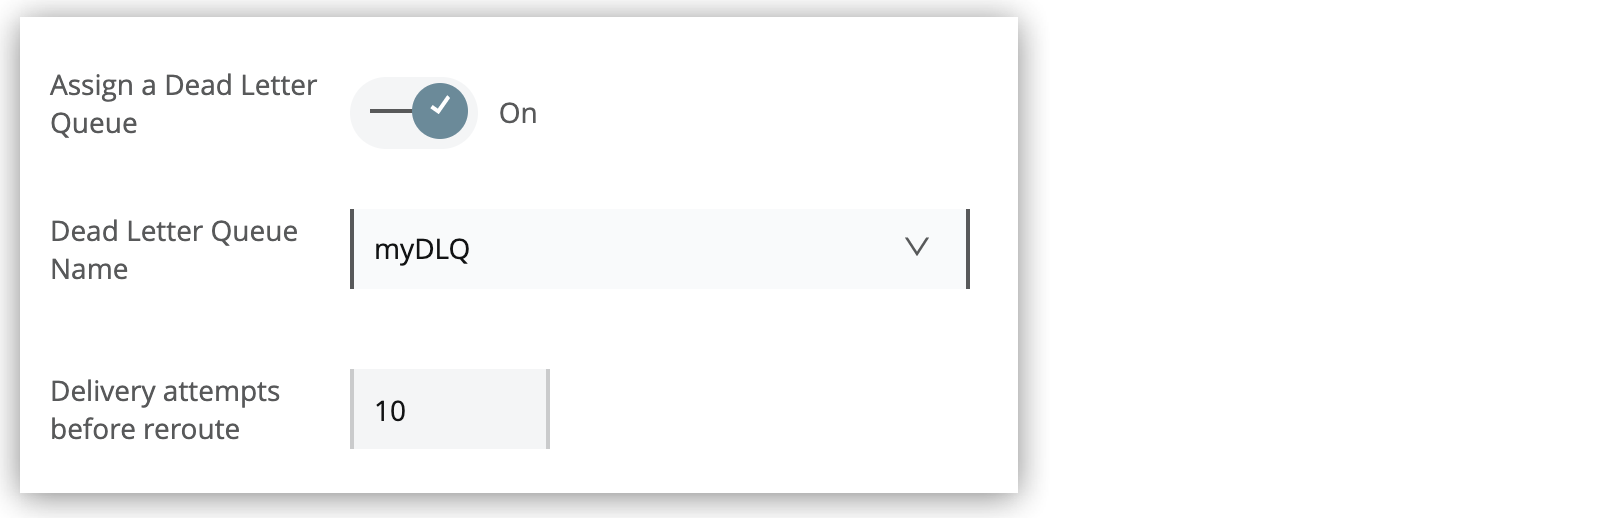 Assign a Dead Letter
Queue
On
Dead Letter Queue
Name
myDLQ
Delivery attempts
before reroute
10